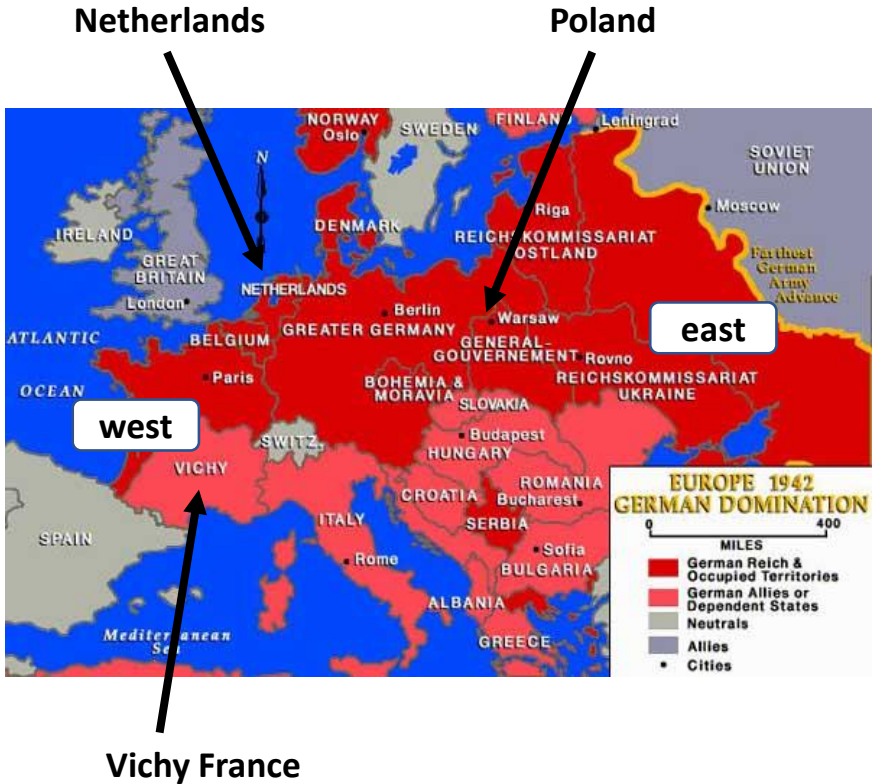 Netherlands
Poland
NORWAY
Oslo
SWEDEN
FINLAND
Leningrad
SOVIET
UNION
N
Moscow
IRELAND
DENMARK
Riga
REICHSKOMMISSARIAT
OSTLAND
GREAT
BRITAIN
London
Farthest
German
Army
Advance
NETHERLANDS
Berlin
GREATER GERMANY
Warsaw
east
ATLANTIC
OCEAN
BELGIUM
GENERAL-
GOUVERNEMENT
Rovno
Paris
BOHEMIA &
MORAVIA
REICHSKOMMISSARIAT
UKRAINE
SLOVAKIA
west
SWITZ.
Budapest
HUNGARY
VICHY
CROATIA
ROMANIA
Bucharest
SERBIA
SPAIN
ITALY
Rome
Sofia
BULGARIA
ALBANIA
GREECE
Mediterranean
Sea
EUROPE 1942
GERMAN DOMINATION
0 400
MILES
German Reich &
Occupied Territories
German Allies or
Dependent States
Neutrals
Allies
Cities
Vichy France